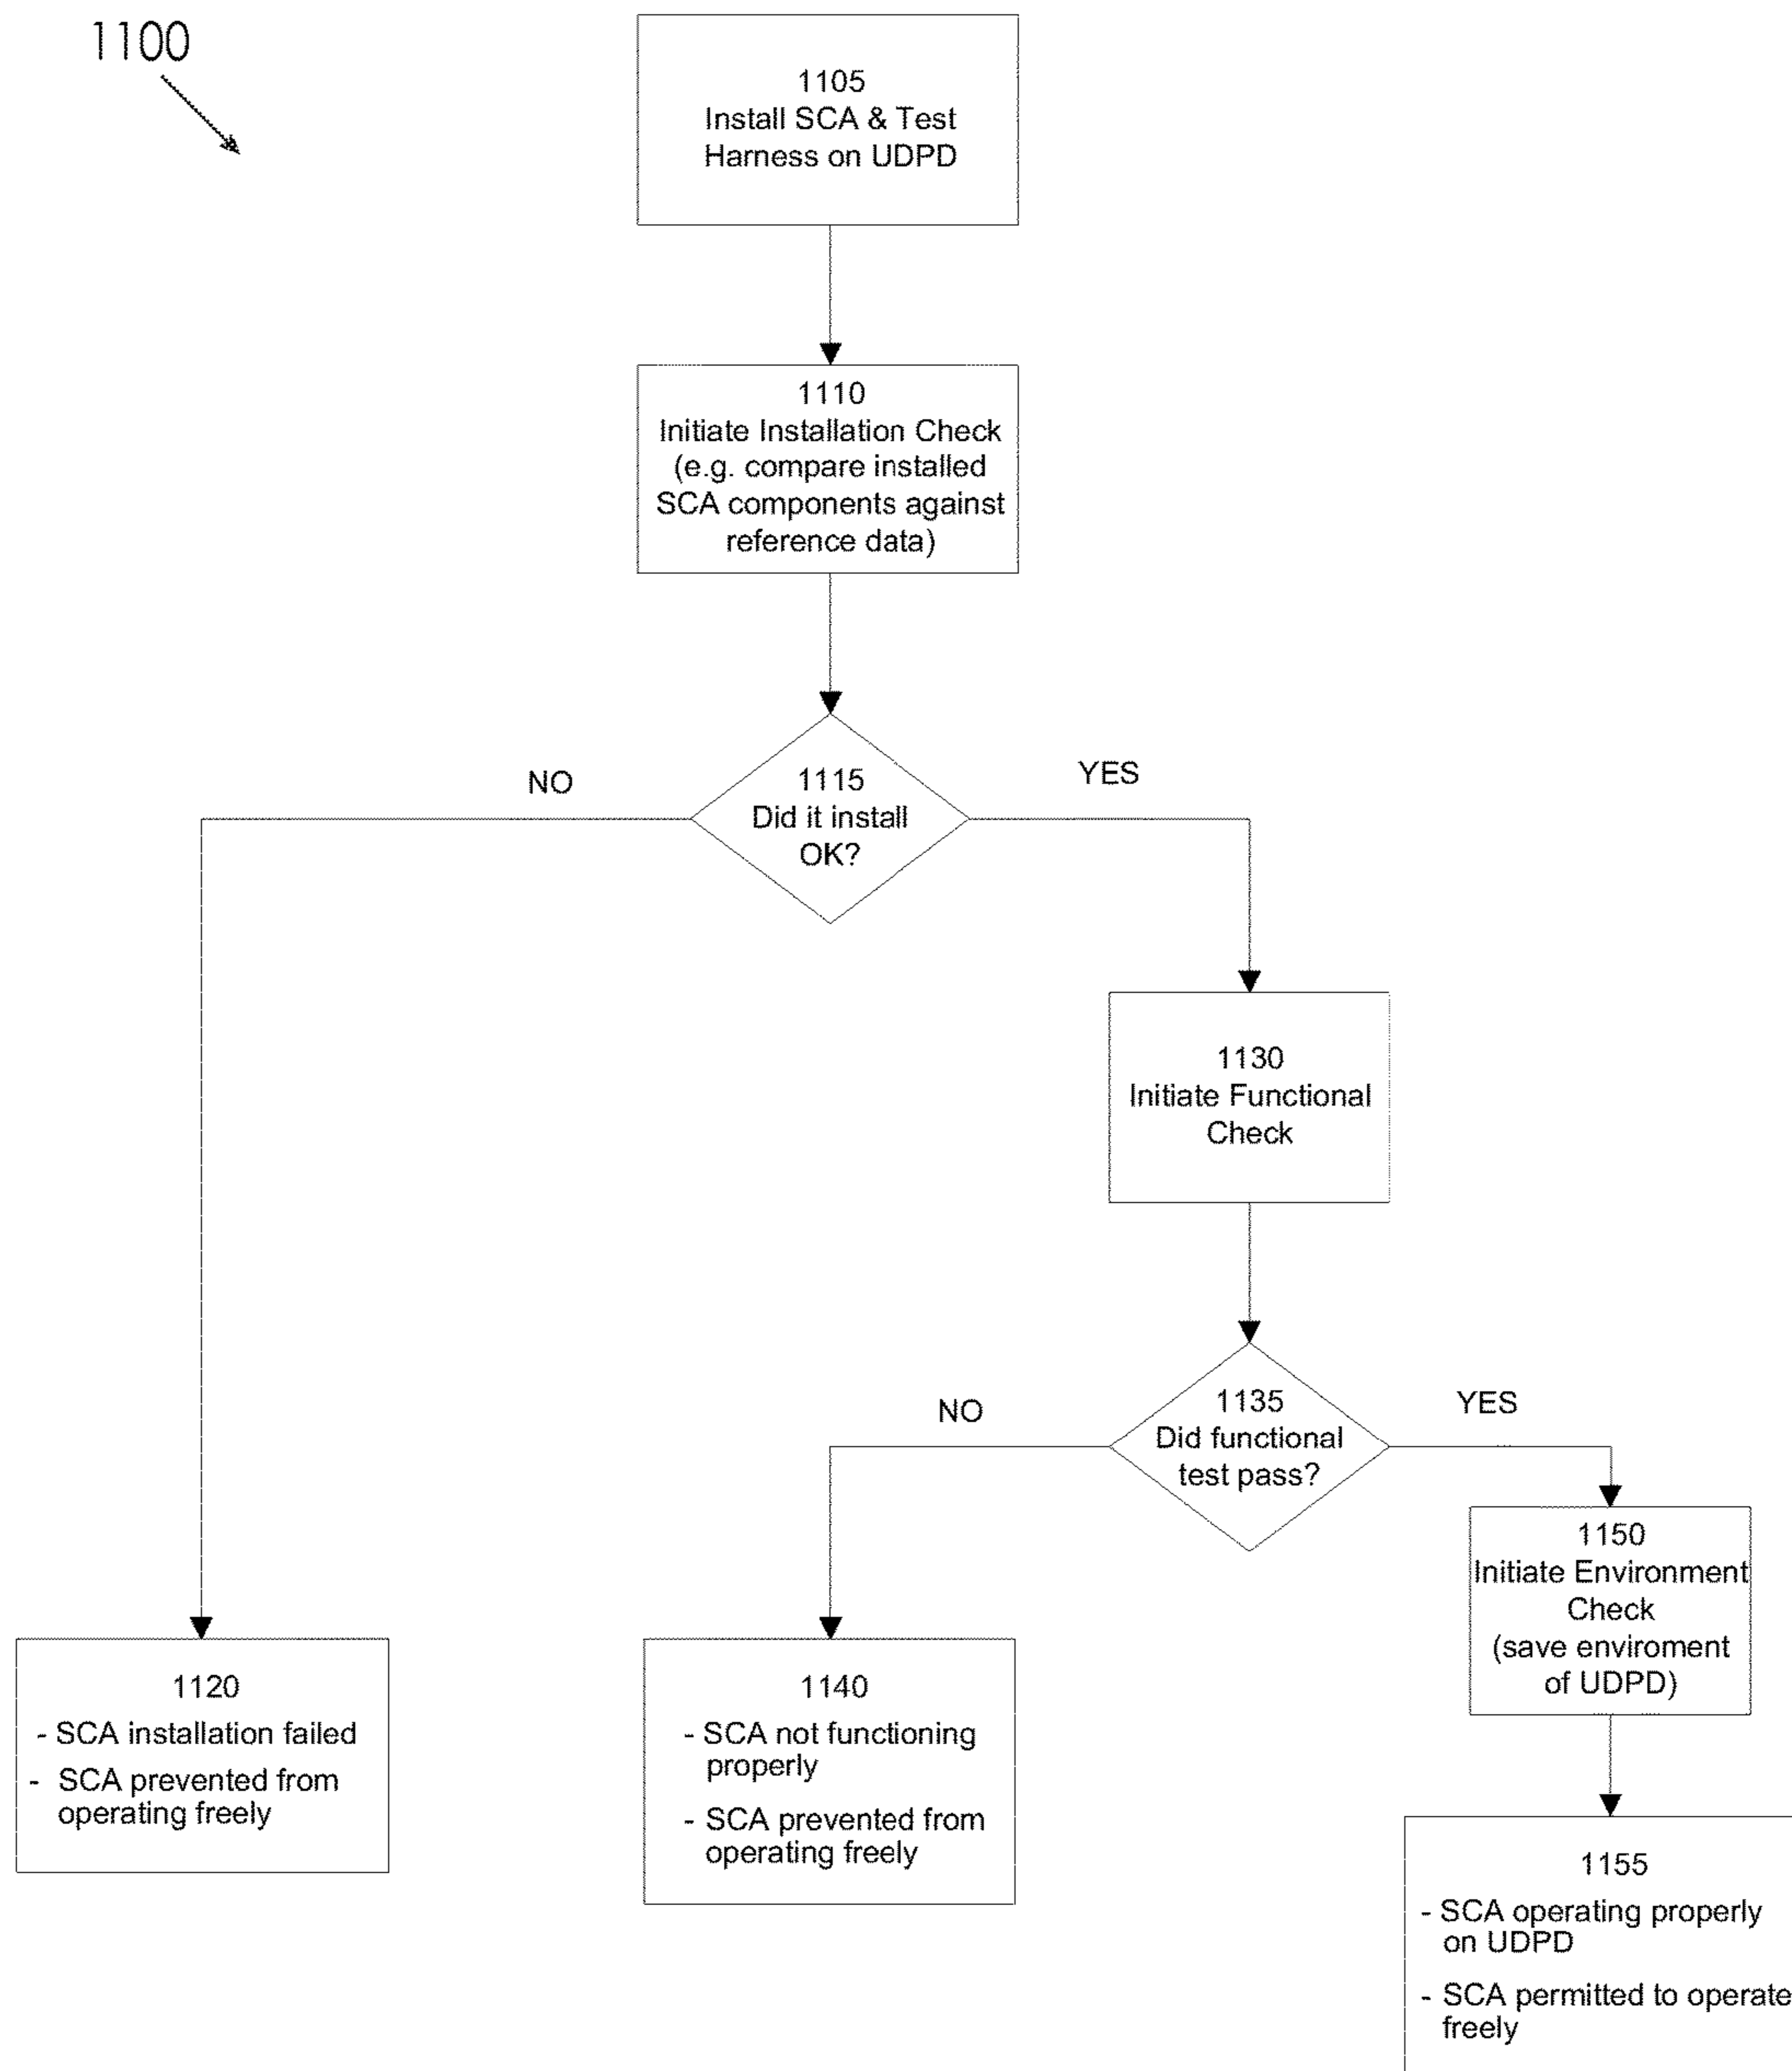 1100
1105
Install SCA & Test
Harness on UDPD
1110
Initiate Installation Check
(e.g. compare installed
SCA components against
reference data)
NO
YES
1115
Did it install
OK?
1130
Initiate Functional
Check
NO
YES
1135
Did functional
test pass?
1150
Initiate Environment
Check
(save enviroment
of UDPD)
1120
- SCA installation failed
- SCA prevented from
operating freely
1140
- SCA not functioning
properly
- SCA prevented from
operating freely
1155
- SCA operating properly
on UDPD
- SCA permitted to operate
freely